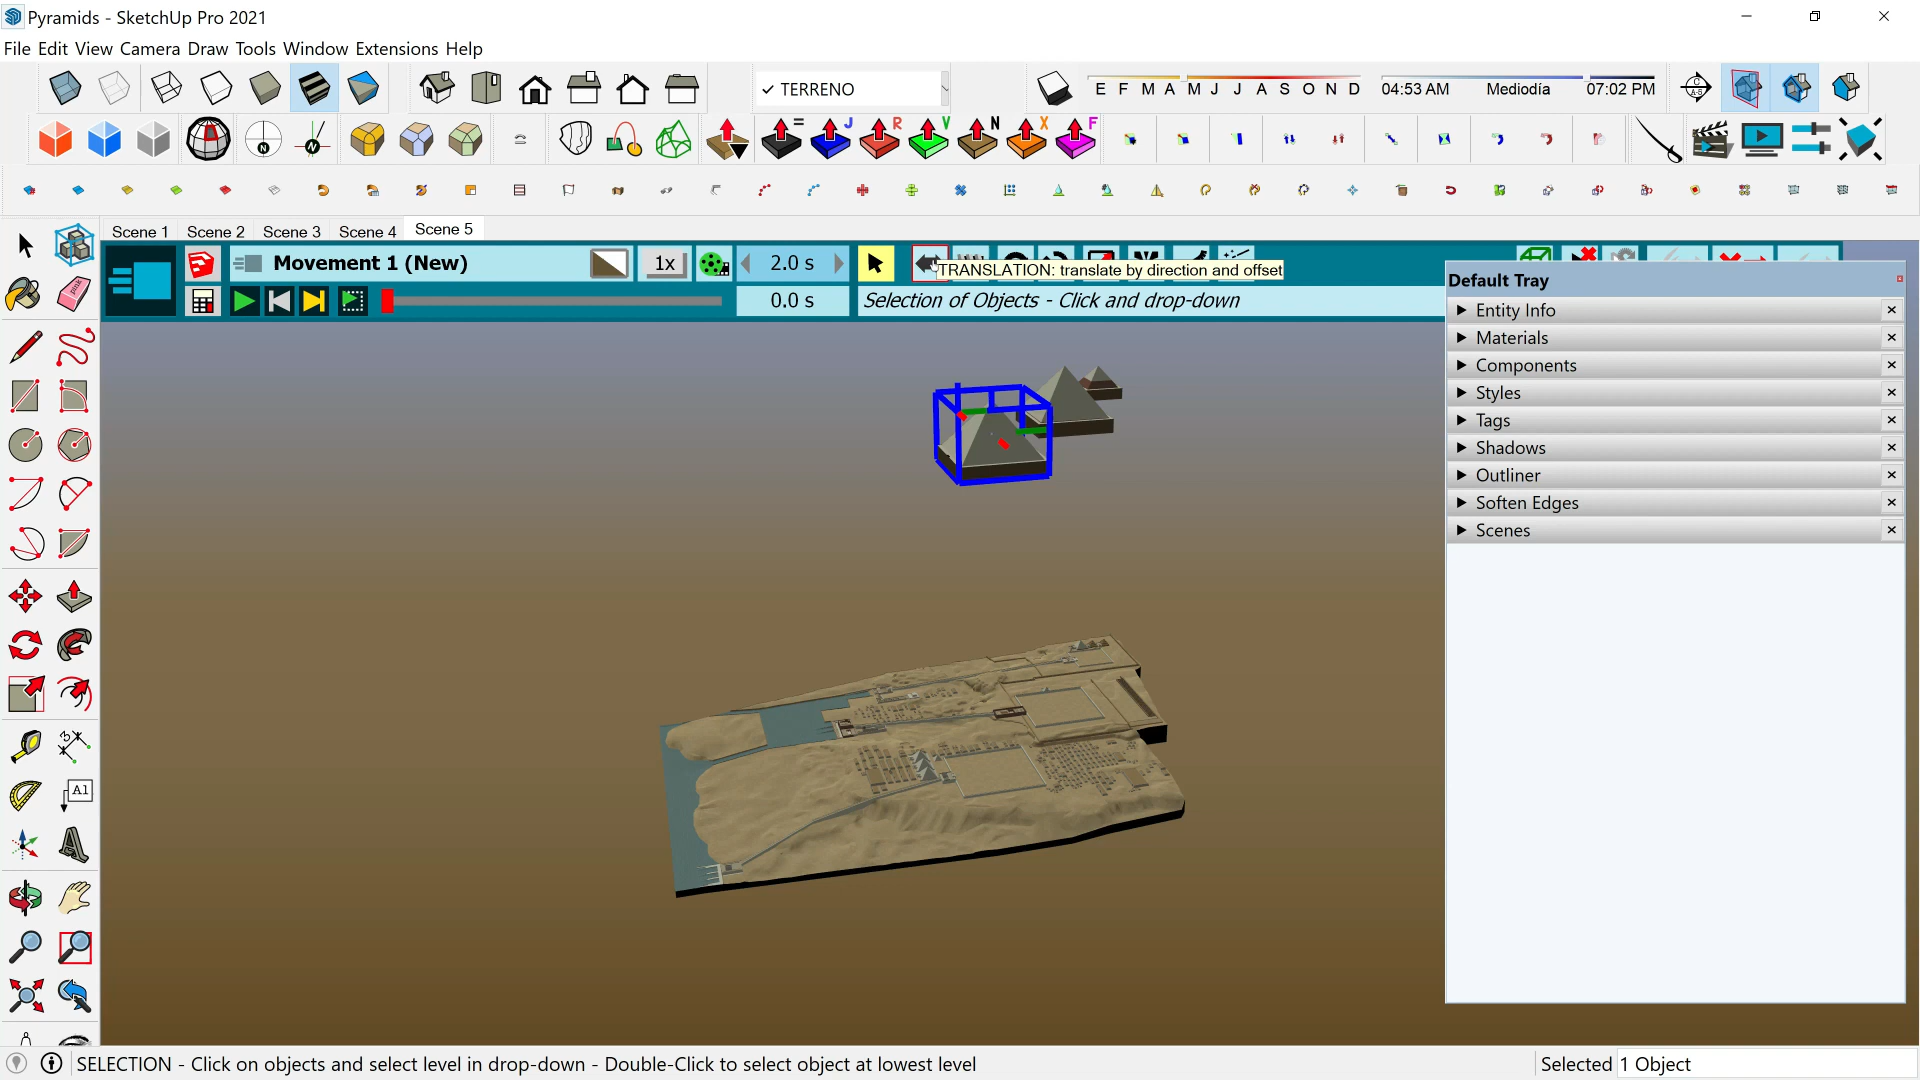 Pyramids - SketchUp Pro 2021
File Edit View Camera Draw Tools Window Extensions Help
✓ TERRENO
E F M A M J J A S O N D
04:53 AM Mediodía 07:02 PM
= J R V N X F
Scene 1 Scene 2 Scene 3 Scene 4 Scene 5
Movement 1 (New)
1x
2.0 s
TRANSLATION: translate by direction and offset
0.0 s
Selection of Objects - Click and drop-down
Default Tray
Entity Info
Materials
Components
Styles
Tags
Shadows
Outliner
Soften Edges
Scenes
A1
SELECTION - Click on objects and select level in drop-down - Double-Click to select object at lowest level
Selected 1 Object